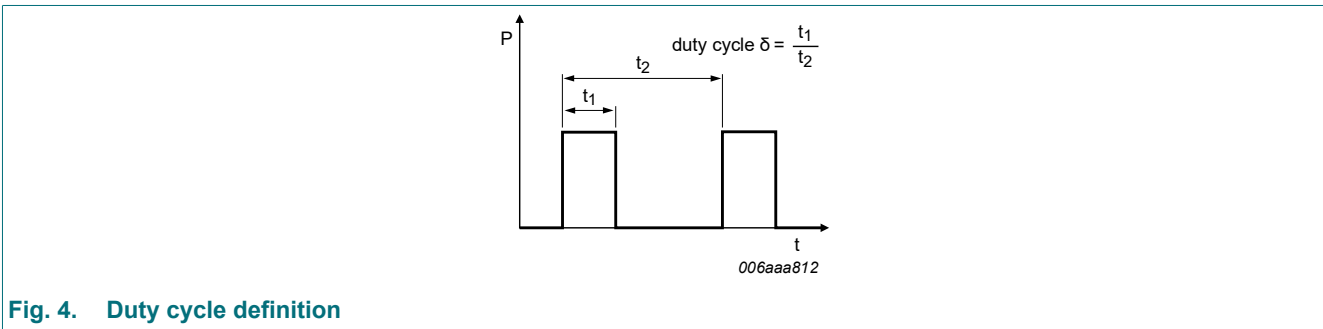 P
duty cycle δ = t1
t2
t2
t1
t
006aaa812
Fig. 4. Duty cycle definition